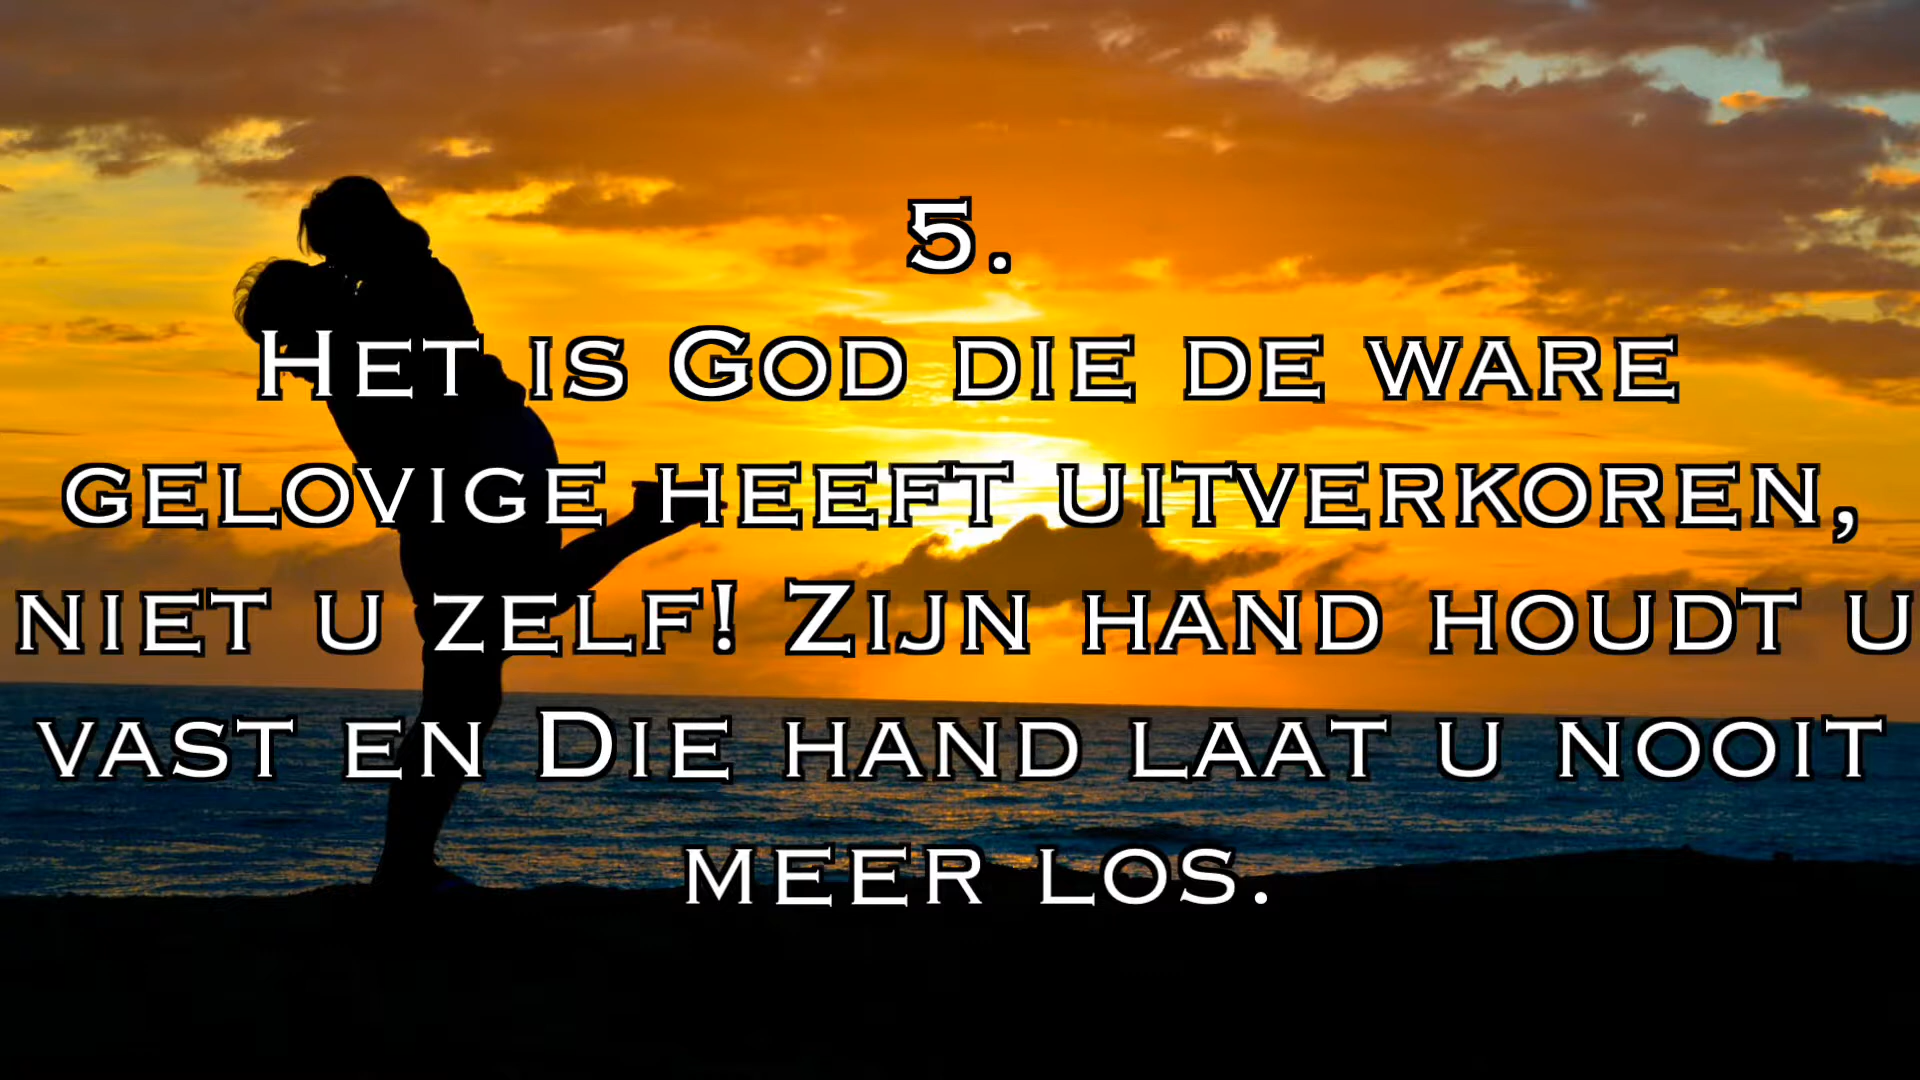 5.
Het is God die de ware
gelovige heeft uitverkoren,
niet u zelf! Zijn hand houdt u
vast en Die hand laat u nooit
meer los.